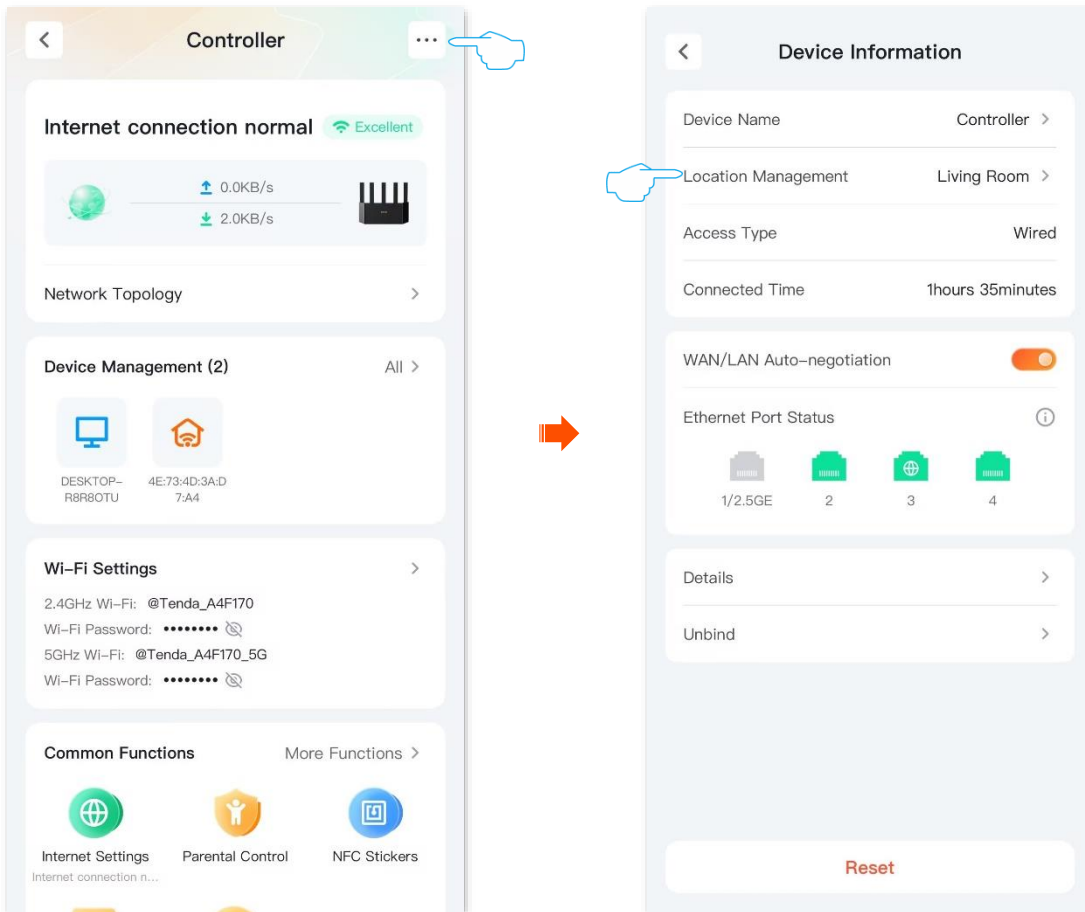 Controller
Internet connection normal Excellent
0.0KB/s
2.0KB/s
Network Topology
Device Management (2) All
DESKTOP-
R8R8OTU
4E:73:4D:3A:D
7:A4
Wi-Fi Settings
2.4GHz Wi-Fi: @Tenda_A4F170
Wi-Fi Password: ••••••••
5GHz Wi-Fi: @Tenda_A4F170_5G
Wi-Fi Password: ••••••••
Common Functions More Functions
Internet Settings Parental Control NFC Stickers
Internet connection n...
Device Information
Device Name Controller
Location Management Living Room
Access Type Wired
Connected Time 1hours 35minutes
WAN/LAN Auto-negotiation
Ethernet Port Status
1/2.5GE 2 3 4
Details
Unbind
Reset